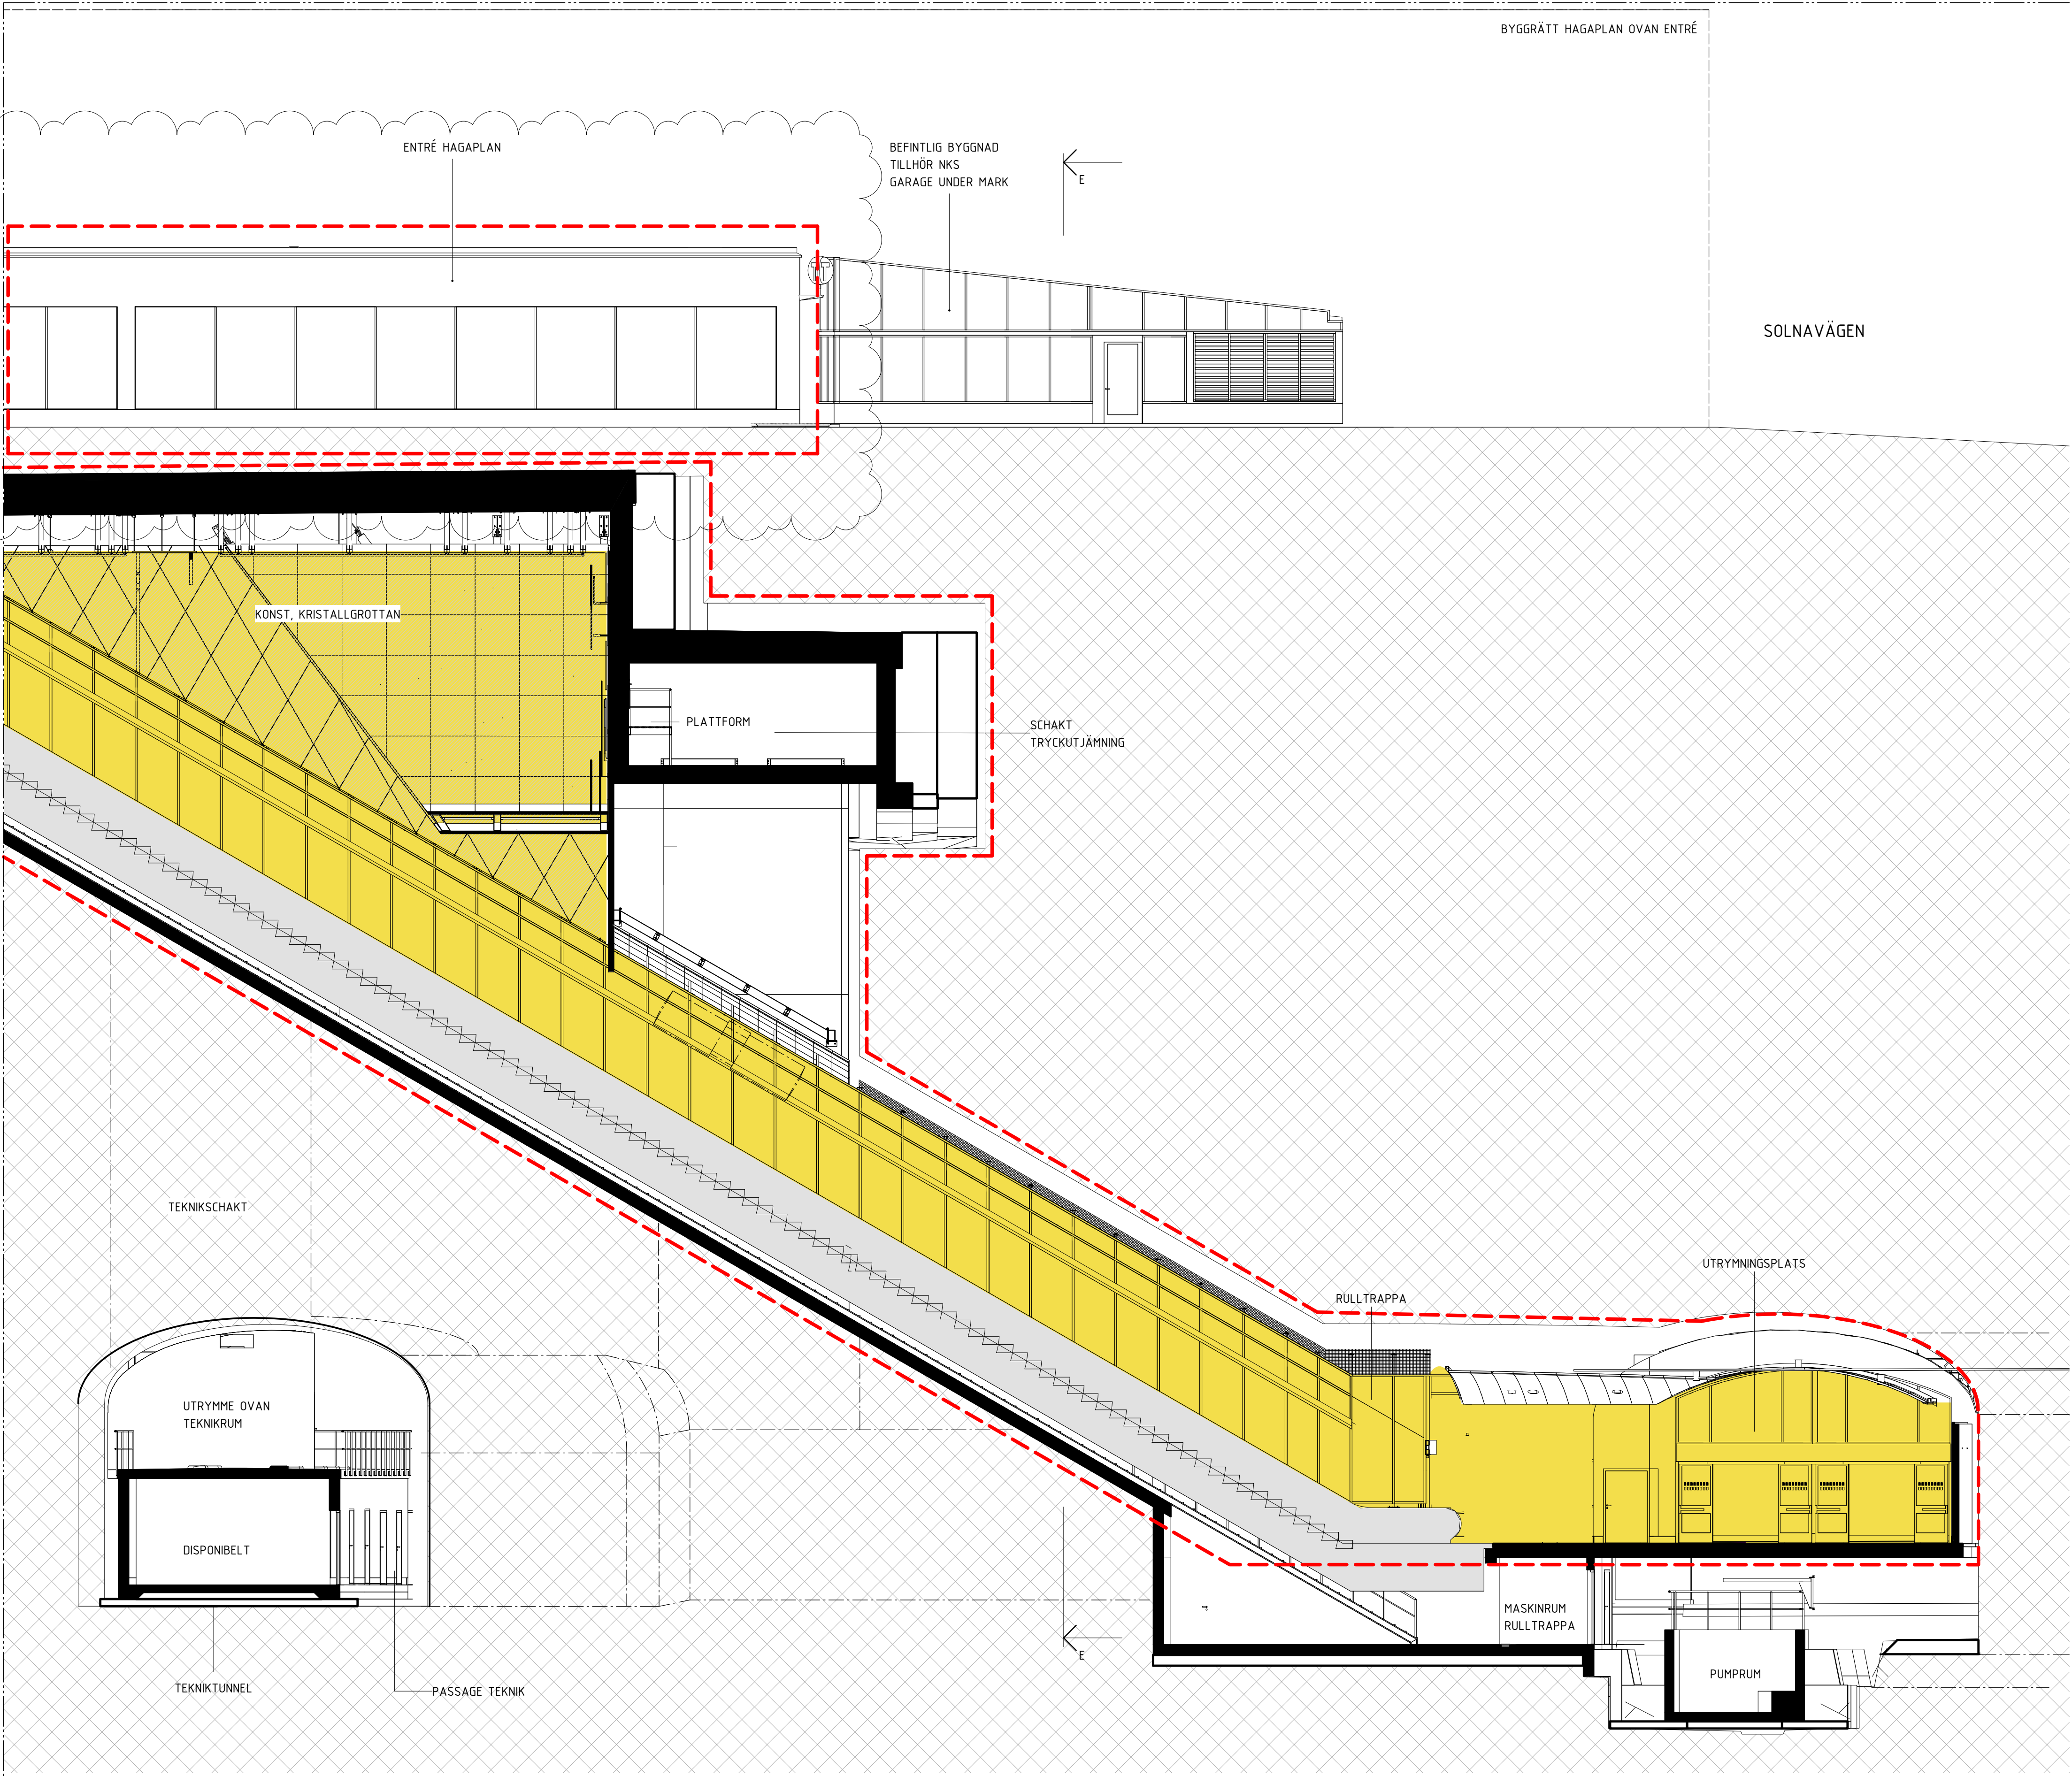 BYGGRÄTT HAGAPLAN OVAN ENTRÉ
ENTRÉ HAGAPLAN
BEFINTLIG BYGGNAD
TILLHÖR NKS
GARAGE UNDER MARK
E
T
SOLNAVÄGEN
KONST, KRISTALLGROTTAN
PLATTFORM
SCHAKT
TRYCKUTJÄMNING
TEKNIKSCHAKT
UTRYMNINGSPLATS
RULLTRAPPA
UTRYMME OVAN
TEKNIKRUM
DISPONIBELT
MASKINRUM
RULLTRAPPA
E
PUMPRUM
TEKNIKTUNNEL
PASSAGE TEKNIK